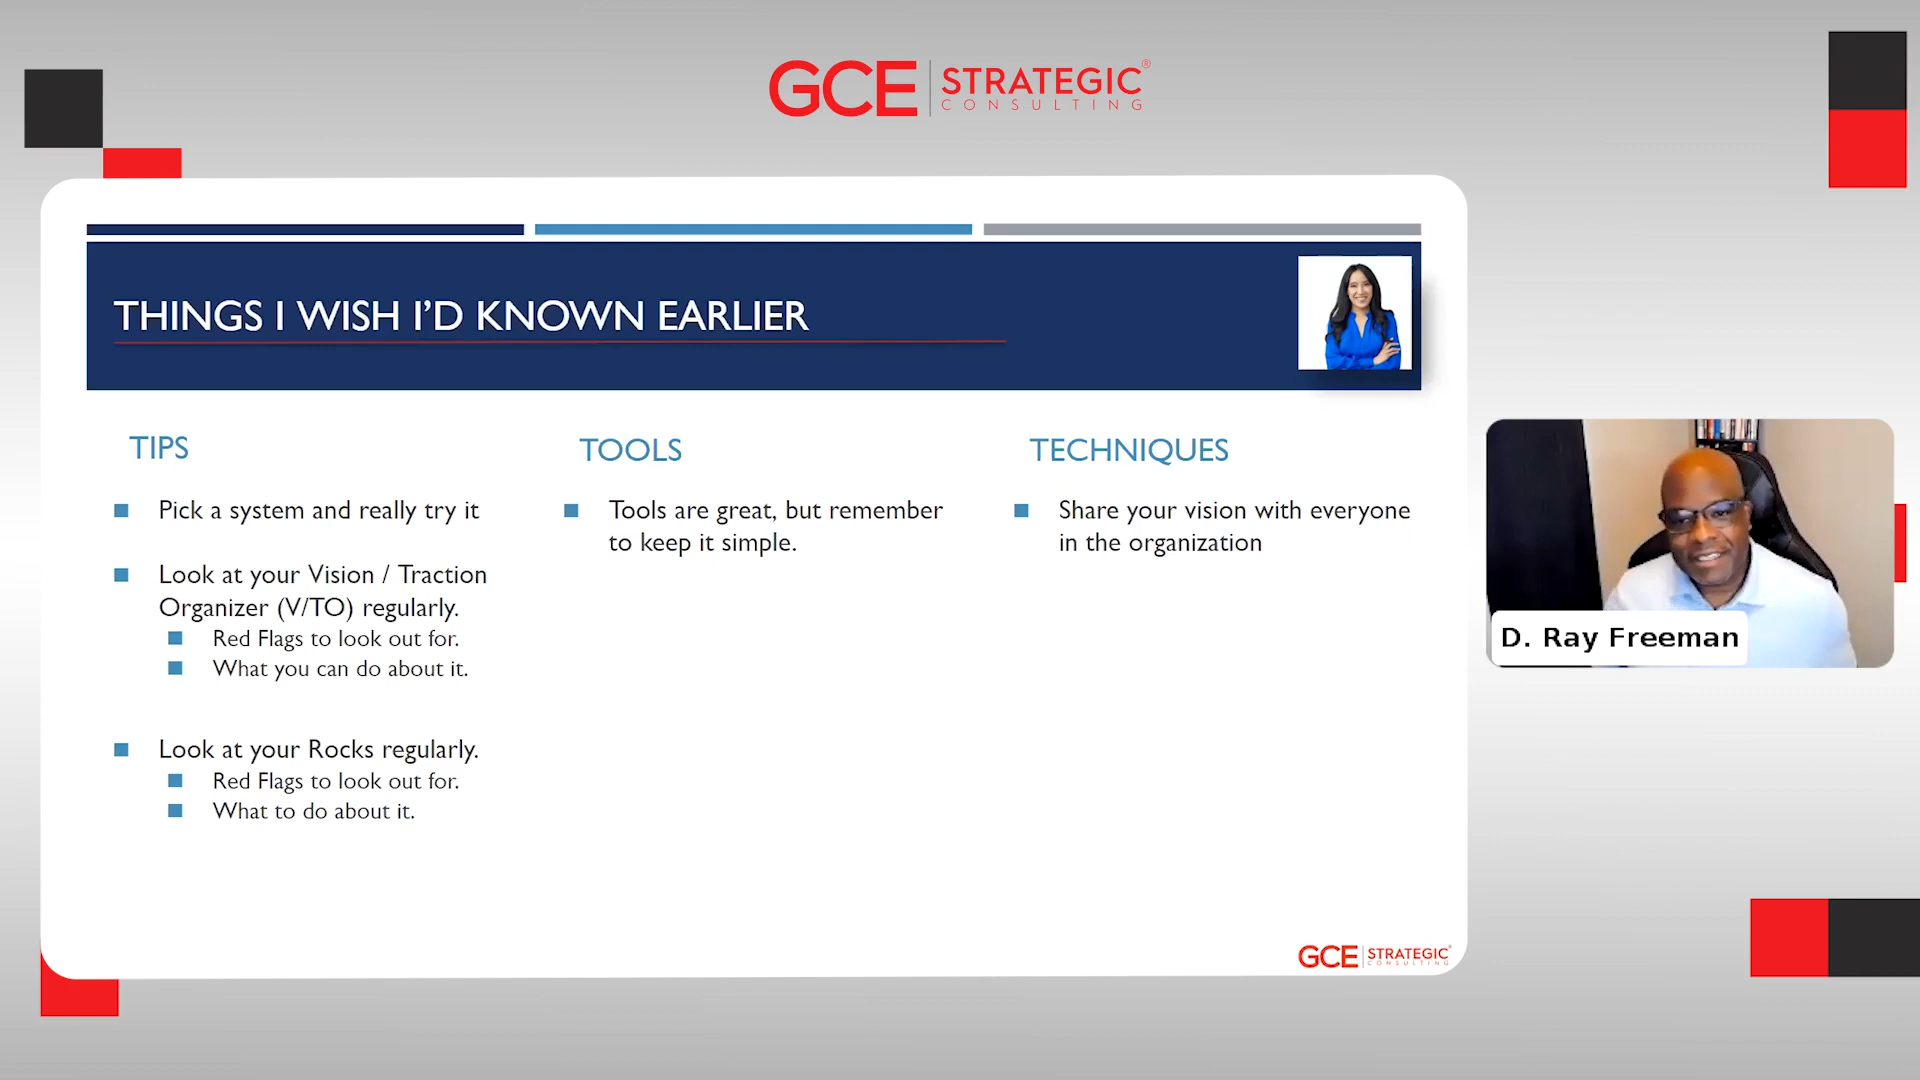 GCE STRATEGIC®
CONSULTING
THINGS I WISH I’D KNOWN EARLIER
TIPS
Pick a system and really try it
Look at your Vision / Traction
Organizer (V/TO) regularly.
Red Flags to look out for.
What you can do about it.
Look at your Rocks regularly.
Red Flags to look out for.
What to do about it.
TOOLS
Tools are great, but remember
to keep it simple.
TECHNIQUES
Share your vision with everyone
in the organization
D. Ray Freeman
GCE STRATEGIC®
CONSULTING